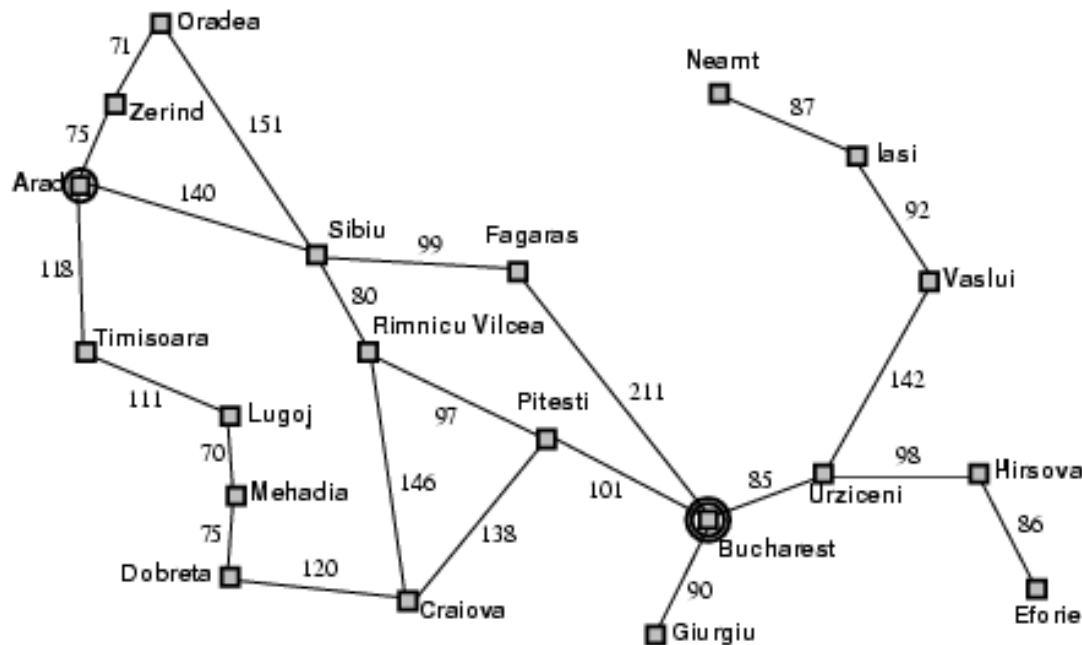 Oradea
71
Neamt
87
Zerind
75
151
Iasi
Arad
140
92
Sibiu
99
Fagaras
118
80
Vaslui
Timisoara
Rimnicu Vilcea
142
111
97
Pitesti
211
Lugoj
70
146
101
85
98
Hirsova
Urziceni
Mehadia
138
86
75
Bucharest
Dobreta
120
90
Craiova
Giurgiu
Eforie